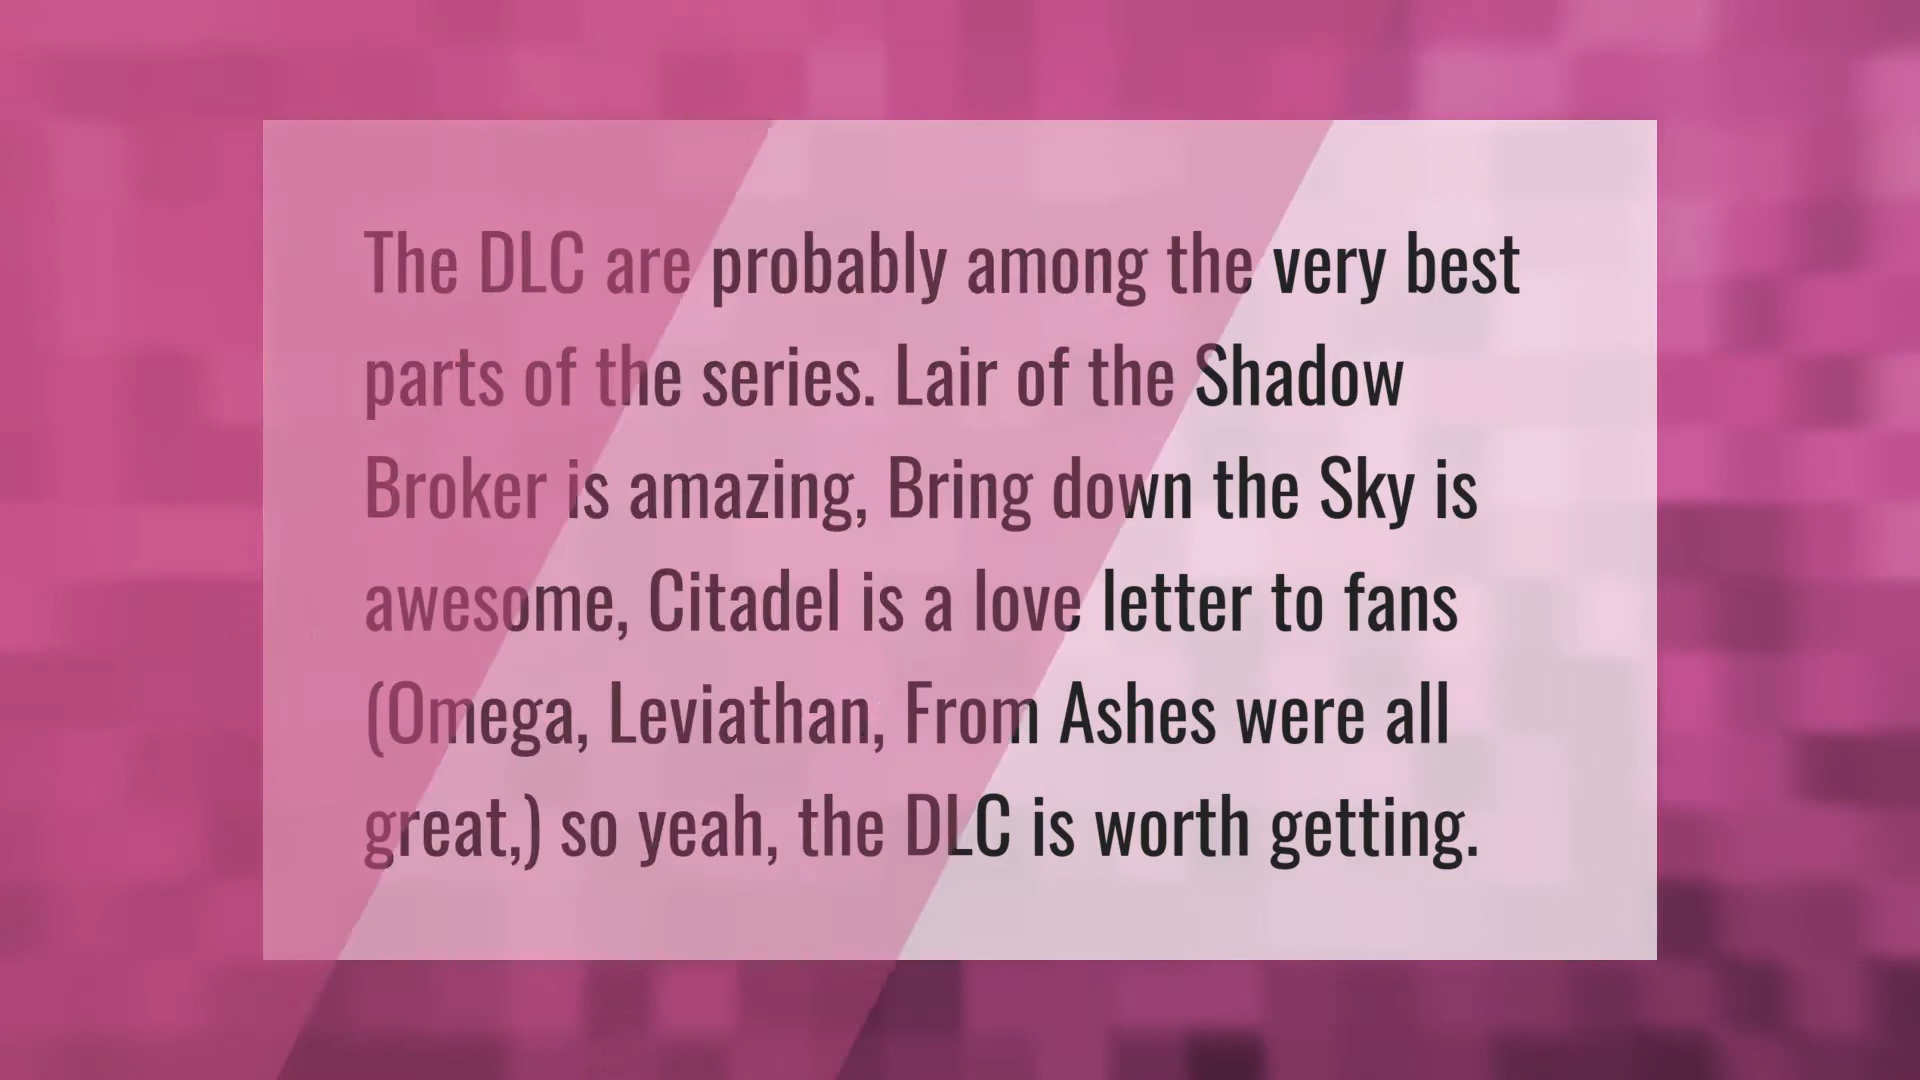 The DLC are probably among the very best
parts of the series. Lair of the Shadow
Broker is amazing, Bring down the Sky is
awesome, Citadel is a love letter to fans
(Omega, Leviathan, From Ashes were all
great,) so yeah, the DLC is worth getting.